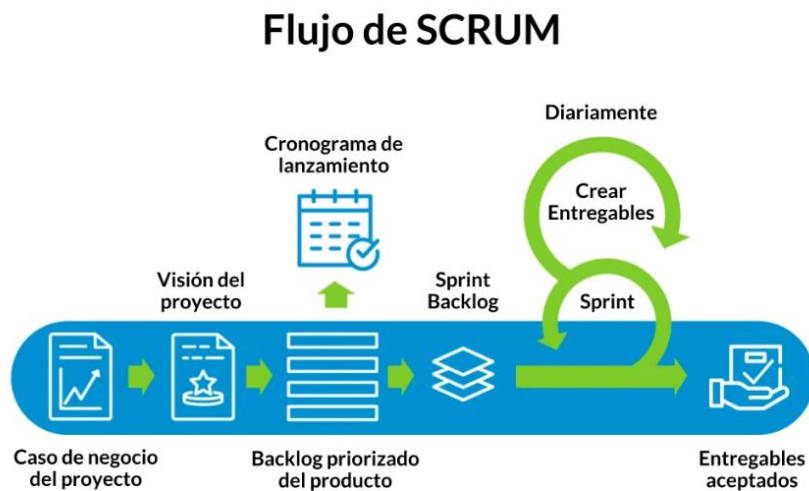 Flujo de SCRUM
Diariamente
Cronograma de
lanzamiento
Crear
Entregables
Visión del
proyecto
Sprint
Backlog
Sprint
Caso de negocio
del proyecto
Backlog priorizado
del producto
Entregables
aceptados